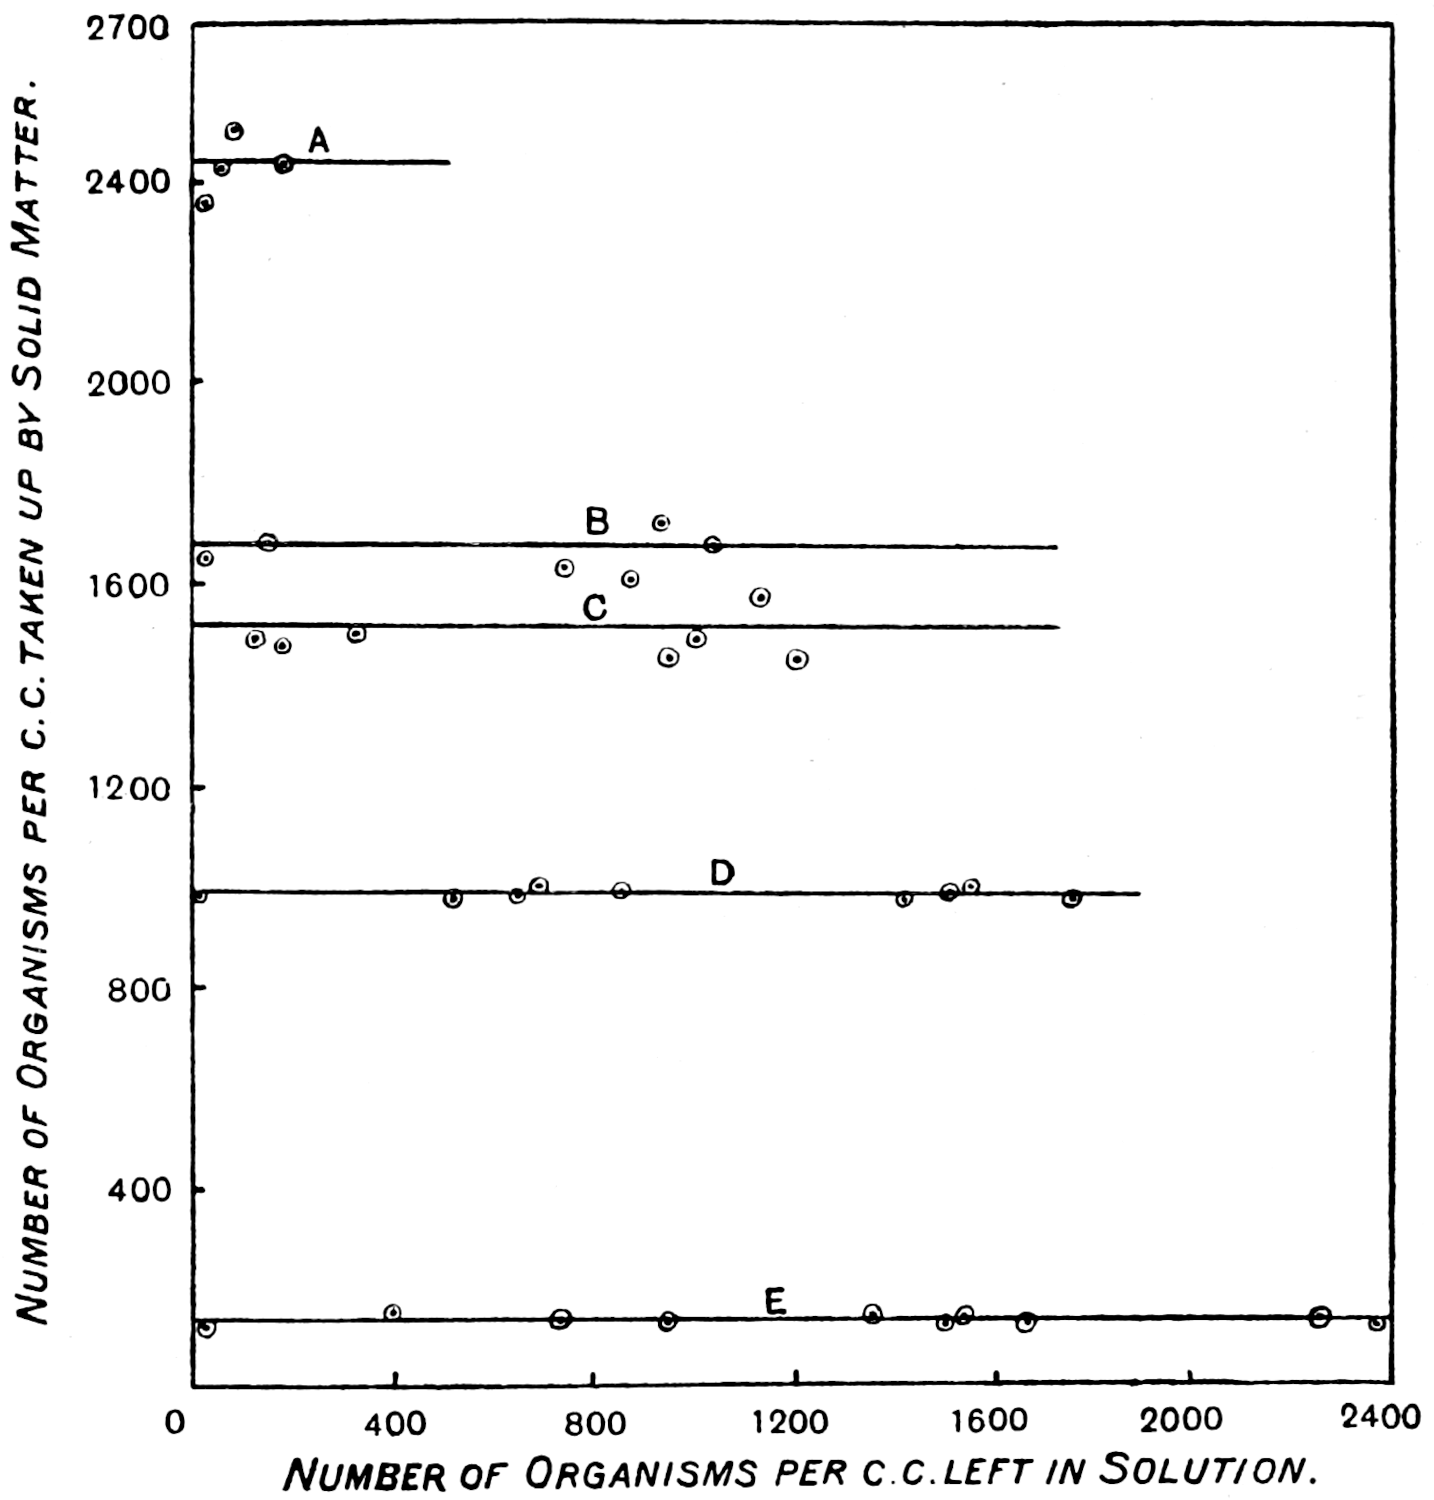 NUMBER OF ORGANISMS PER C.C. TAKEN UP BY SOLID MATTER.
2700
A
2400
2000
B
1600
C
1200
D
800
400
E
0 400 800 1200 1600 2000 2400
NUMBER OF ORGANISMS PER C.C. LEFT IN SOLUTION.